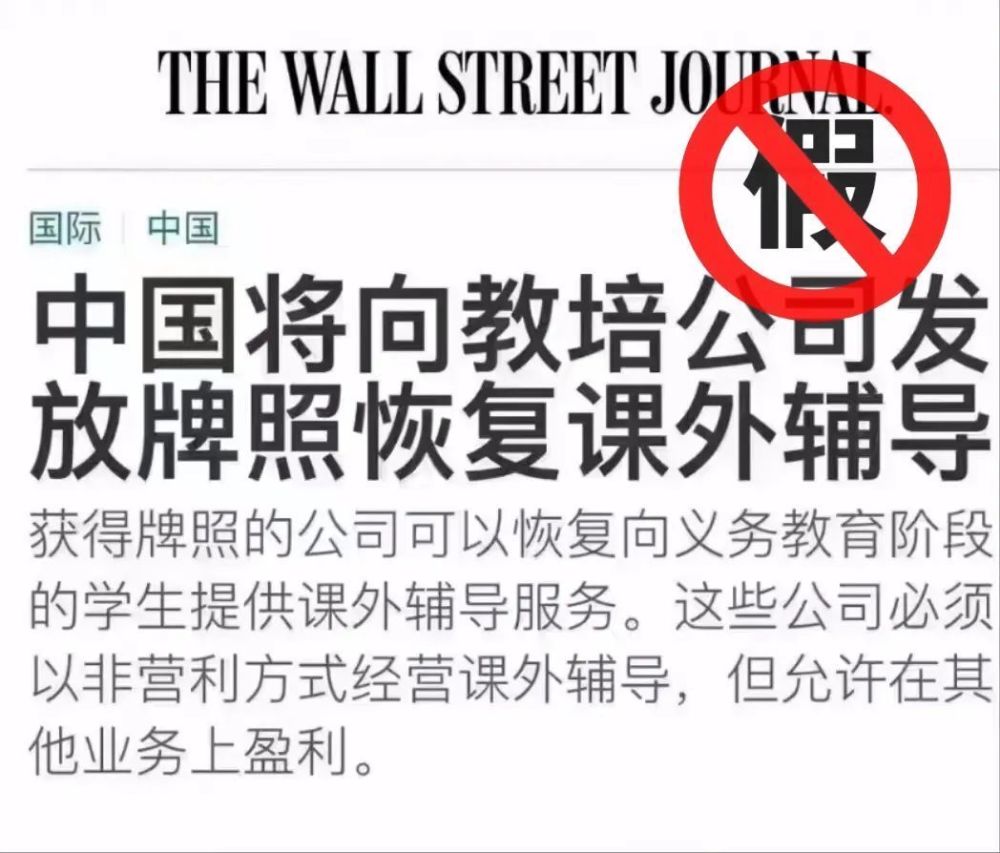 THE WALL STREET JOURNAL.
假
国际 | 中国
中国将向教培公司发
放牌照恢复课外辅导
获得牌照的公司可以恢复向义务教育阶段
的学生提供课外辅导服务。这些公司必须
以非营利方式经营课外辅导，但允许在其
他业务上盈利。